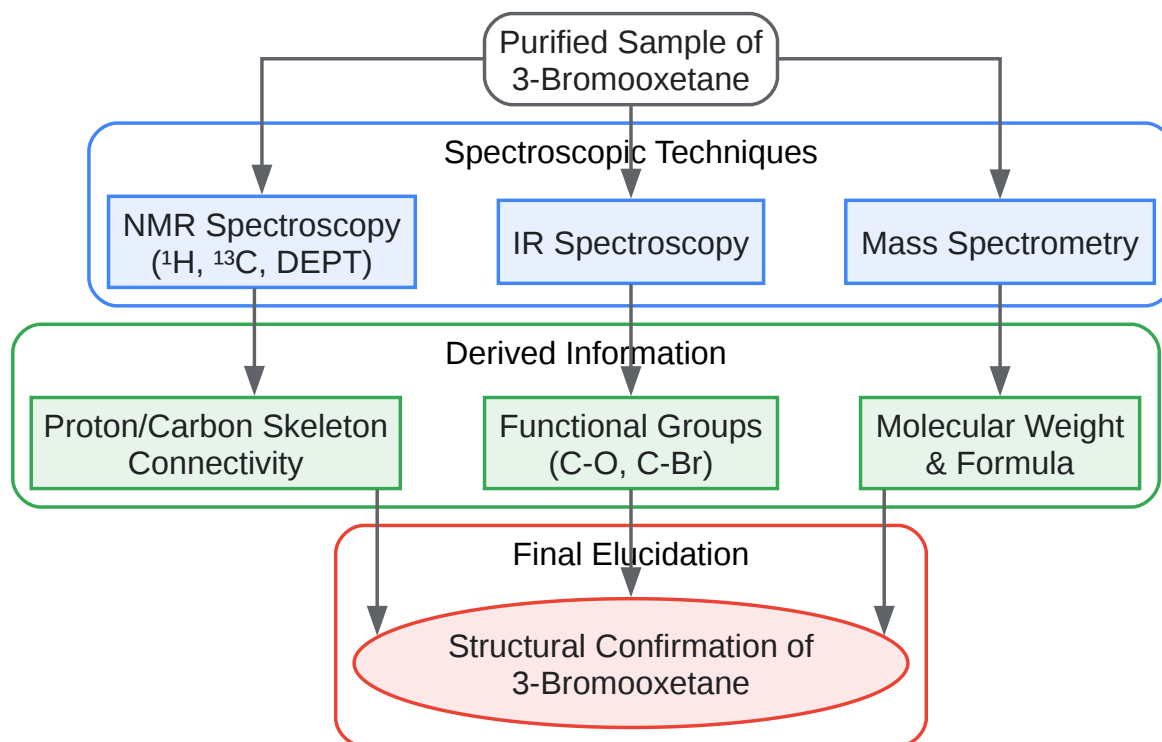 Purified Sample of
3-Bromooxetane
Spectroscopic Techniques
NMR Spectroscopy
(¹H, ¹³C, DEPT)
IR Spectroscopy
Mass Spectrometry
Derived Information
Proton/Carbon Skeleton
Connectivity
Functional Groups
(C-O, C-Br)
Molecular Weight
& Formula
Final Elucidation
Structural Confirmation of
3-Bromooxetane